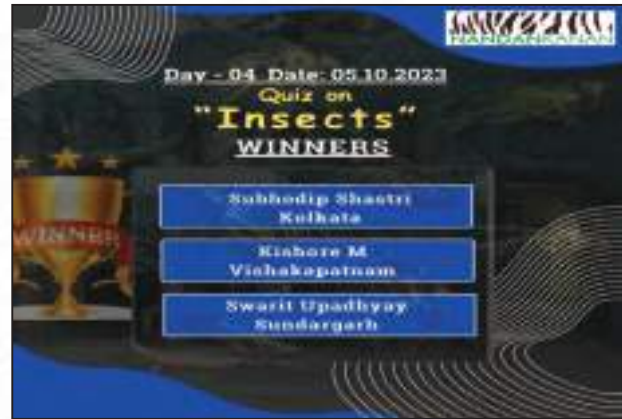 NANDANKANAN
Day - 04 Date: 05.10.2023
Quiz on
"Insects"
WINNERS
WINNER
Subhodip Shastri
Kolkata
Kishore M
Vishakapatnam
Swarit Upadhyay
Sundargarh